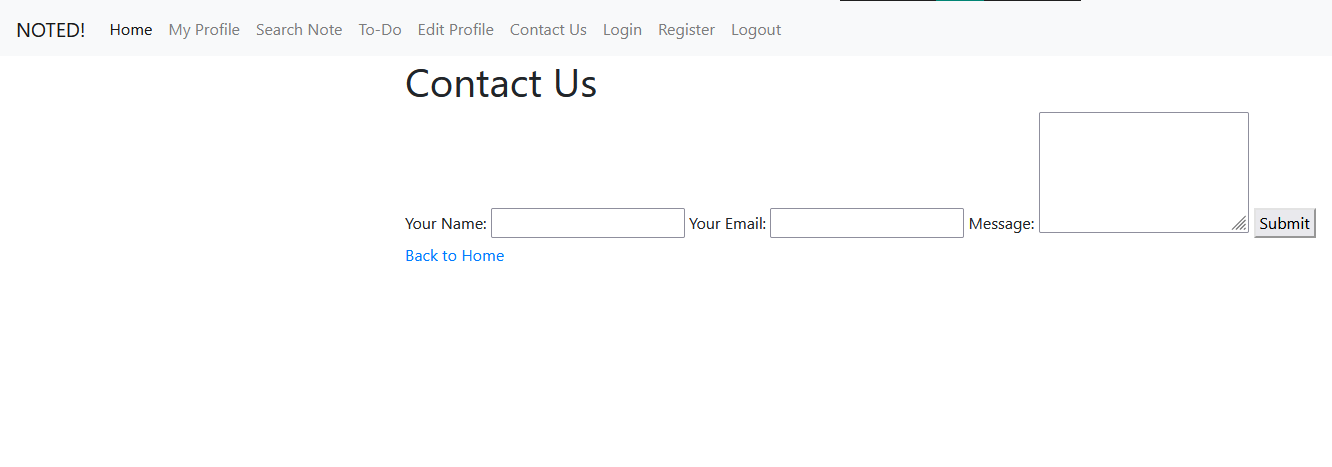 NOTED! Home My Profile Search Note To-Do Edit Profile Contact Us Login Register Logout
Contact Us
Your Name: Your Email: Message: Submit
Back to Home